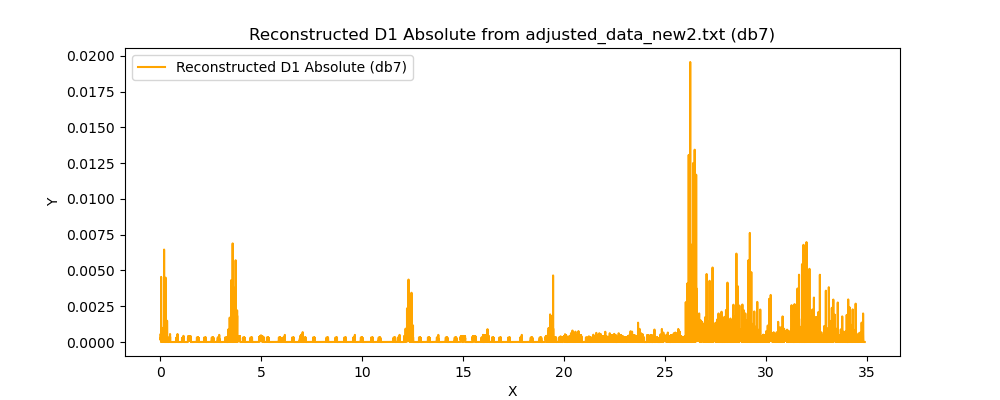 Reconstructed D1 Absolute from adjusted_data_new2.txt (db7)
Reconstructed D1 Absolute (db7)
0.0200
0.0175
0.0150
0.0125
0.0100
0.0075
0.0050
0.0025
0.0000
Y
0 5 10 15 20 25 30 35
X